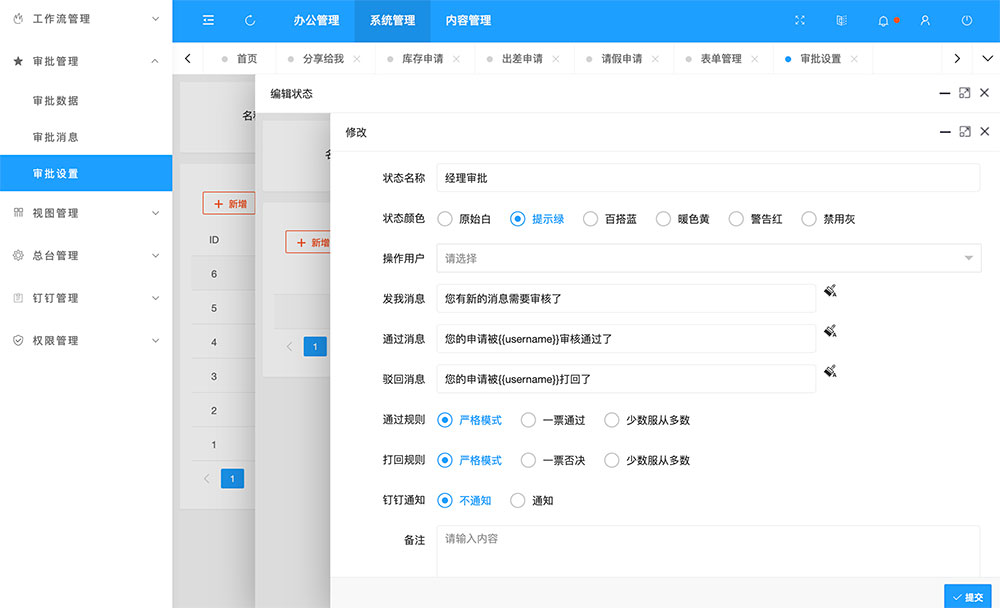 工作流管理
审批管理
审批数据
审批消息
审批设置
视图管理
总台管理
钉钉管理
权限管理
办公管理 系统管理 内容管理
首页 分享给我 库存申请 出差申请 请假申请 表单管理 审批设置
新增
ID
6
5
4
3
2
1
1
编辑状态
新增
1
修改
状态名称 经理审批
状态颜色 原始白 提示绿 百搭蓝 暖色黄 警告红 禁用灰
操作用户 请选择
发我消息 您有新的消息需要审核了
通过消息 您的申请被{{username}}审核通过了
驳回消息 您的申请被{{username}}打回了
通过规则 严格模式 一票通过 少数服从多数
打回规则 严格模式 一票否决 少数服从多数
钉钉通知 不通知 通知
备注 请输入内容
提交